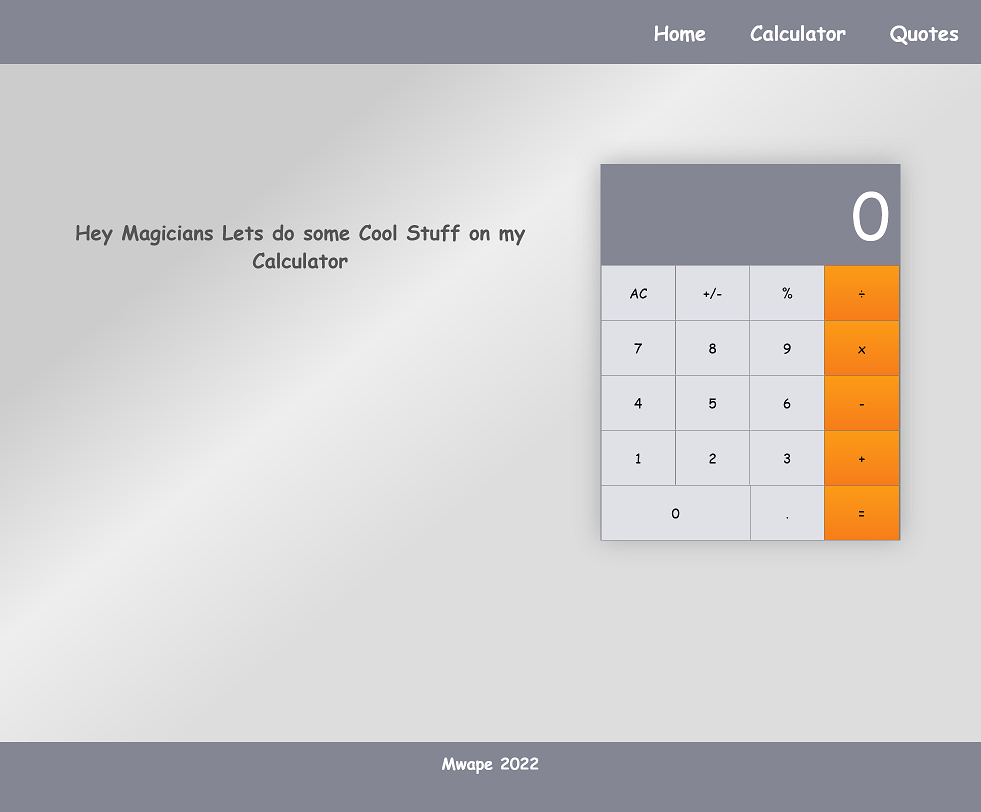 Home Calculator Quotes
Hey Magicians Lets do some Cool Stuff on my
Calculator
0
AC +/- % ÷
7 8 9 x
4 5 6 -
1 2 3 +
0 . =
Mwape 2022